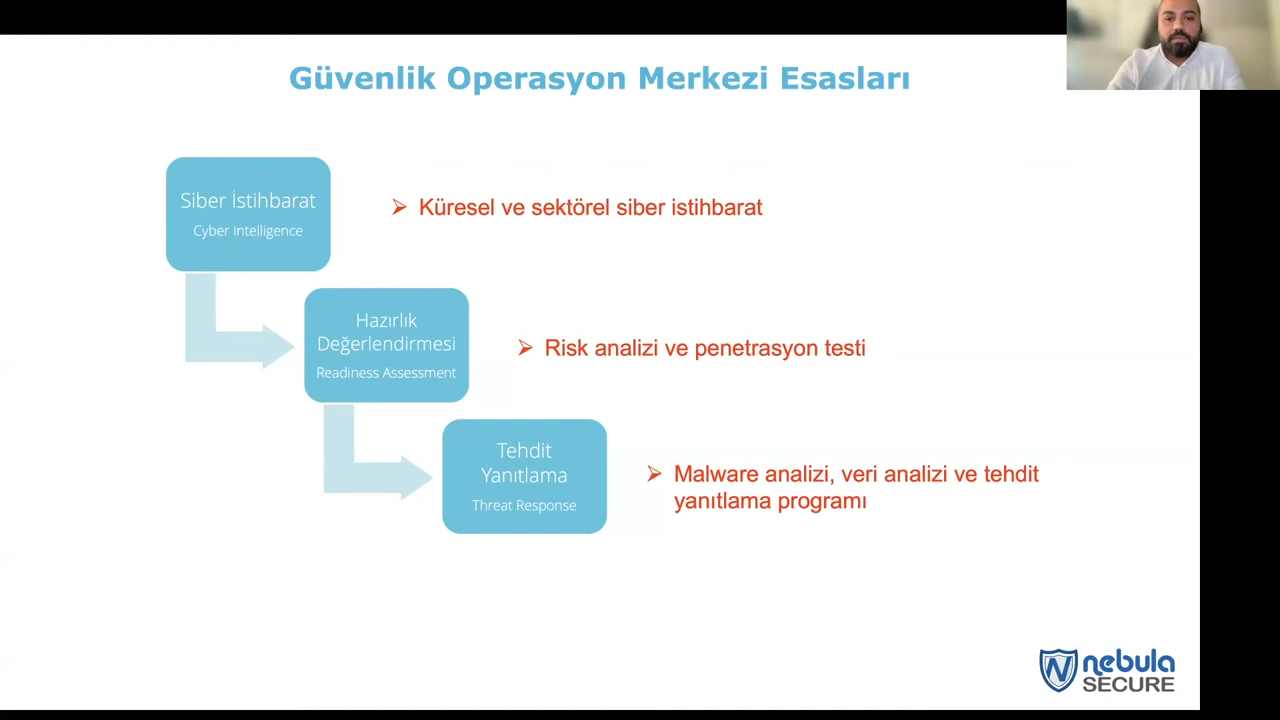 Güvenlik Operasyon Merkezi Esasları
Siber İstihbarat
Cyber Intelligence
➢ Küresel ve sektörel siber istihbarat
Hazırlık
Değerlendirmesi
Readiness Assessment
➢ Risk analizi ve penetrasyon testi
Tehdit
Yanıtlama
Threat Response
➢ Malware analizi, veri analizi ve tehdit
yanıtlama programı
N nebula
SECURE